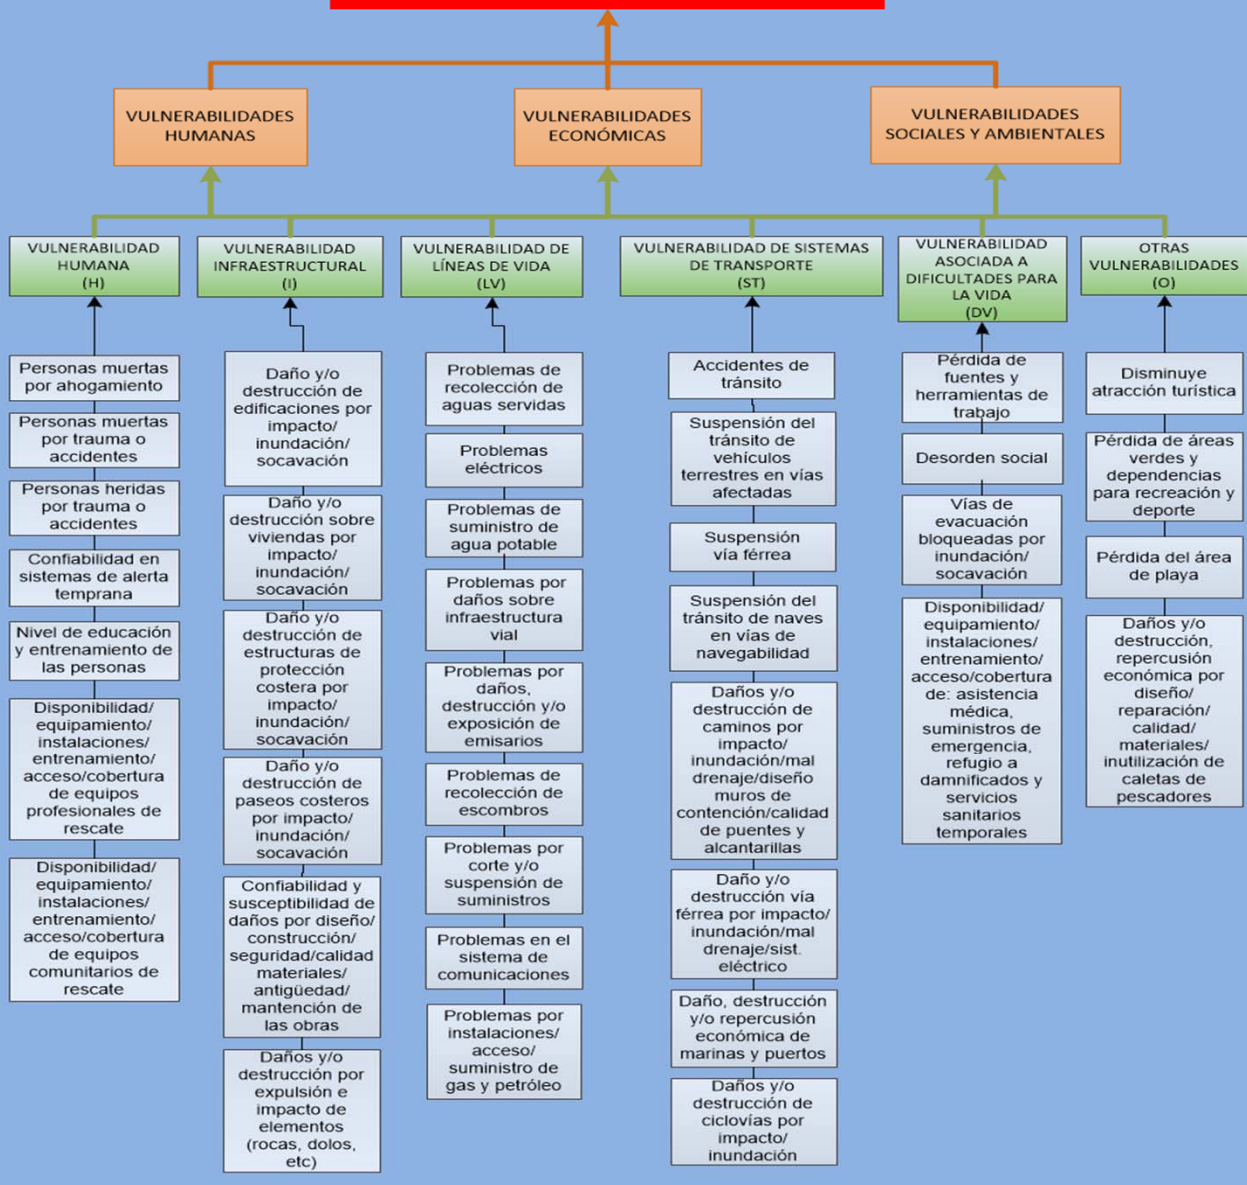 VULNERABILIDADES
HUMANAS
VULNERABILIDADES
ECONÓMICAS
VULNERABILIDADES
SOCIALES Y AMBIENTALES
VULNERABILIDAD
HUMANA
(H)
Personas muertas
por ahogamiento
Personas muertas
por trauma o
accidentes
Personas heridas
por trauma o
accidentes
Confiabilidad en
sistemas de alerta
temprana
Nivel de educación
y entrenamiento de
las personas
Disponibilidad/
equipamiento/
instalaciones/
entrenamiento/
acceso/cobertura
de equipos
profesionales de
rescate
Disponibilidad/
equipamiento/
instalaciones/
entrenamiento/
acceso/cobertura
de equipos
comunitarios de
rescate
VULNERABILIDAD
INFRAESTRUCTURAL
(I)
Daño y/o
destrucción de
edificaciones por
impacto/
inundación/
socavación
Daño y/o
destrucción sobre
viviendas por
impacto/
inundación/
socavación
Daño y/o
destrucción de
estructuras de
protección
costera por
impacto/
inundación/
socavación
Daño y/o
destrucción de
paseos costeros
por impacto/
inundación/
socavación
Confiabilidad y
susceptibilidad de
daños por diseño/
construcción/
seguridad/calidad
materiales/
antigüedad/
mantención de
las obras
Daños y/o
destrucción por
expulsión e
impacto de
elementos
(rocas, dolos,
etc)
VULNERABILIDAD DE
LÍNEAS DE VIDA
(LV)
Problemas de
recolección de
aguas servidas
Problemas
eléctricos
Problemas de
suministro de
agua potable
Problemas por
daños sobre
infraestructura
vial
Problemas por
daños,
destrucción y/o
exposición de
emisarios
Problemas de
recolección de
escombros
Problemas por
corte y/o
suspensión de
suministros
Problemas en el
sistema de
comunicaciones
Problemas por
instalaciones/
acceso/
suministro de
gas y petróleo
VULNERABILIDAD DE SISTEMAS
DE TRANSPORTE
(ST)
Accidentes de
tránsito
Suspensión del
tránsito de
vehículos
terrestres en vías
afectadas
Suspensión
vía férrea
Suspensión del
tránsito de naves
en vías de
navegabilidad
Daños y/o
destrucción de
caminos por
impacto/
inundación/mal
drenaje/diseño
muros de
contención/calidad
de puentes y
alcantarillas
Daño y/o
destrucción vía
férrea por impacto/
inundación/mal
drenaje/sist.
eléctrico
Daño, destrucción
y/o repercusión
económica de
marinas y puertos
Daños y/o
destrucción de
ciclovías por
impacto/
inundación
VULNERABILIDAD
ASOCIADA A
DIFICULTADES PARA
LA VIDA
(DV)
Pérdida de
fuentes y
herramientas de
trabajo
Desorden social
Vías de
evacuación
bloqueadas por
inundación/
socavación
Disponibilidad/
equipamiento/
instalaciones/
entrenamiento/
acceso/cobertura
de: asistencia
médica,
suministros de
emergencia,
refugio a
damnificados y
servicios
sanitarios
temporales
OTRAS
VULNERABILIDADES
(O)
Disminuye
atracción turística
Pérdida de áreas
verdes y
dependencias
para recreación y
deporte
Pérdida del área
de playa
Daños y/o
destrucción,
repercusión
económica por
diseño/
reparación/
calidad/
materiales/
inutilización de
caletas de
pescadores